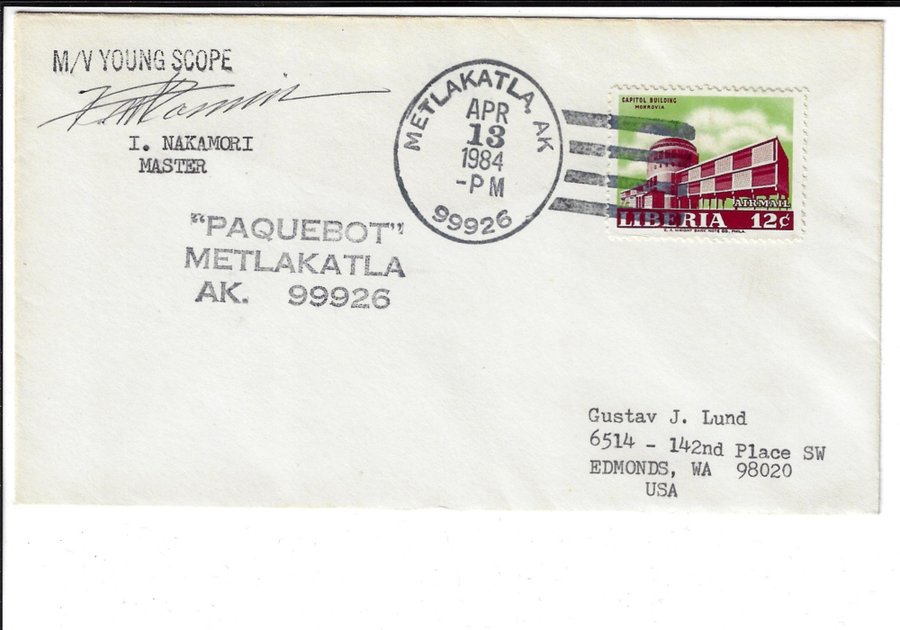 M/V YOUNG SCOPE
I. NAKAMORI
MASTER
"PAQUEBOT"
METLAKATLA
AK. 99926
METLAKATLA, AK
APR
13
1984
-PM
99926
CAPITOL BUILDING
MONROVIA
AIRMAIL
LIBERIA 12¢
Gustav J. Lund
6514 - 142nd Place SW
EDMONDS, WA 98020
USA